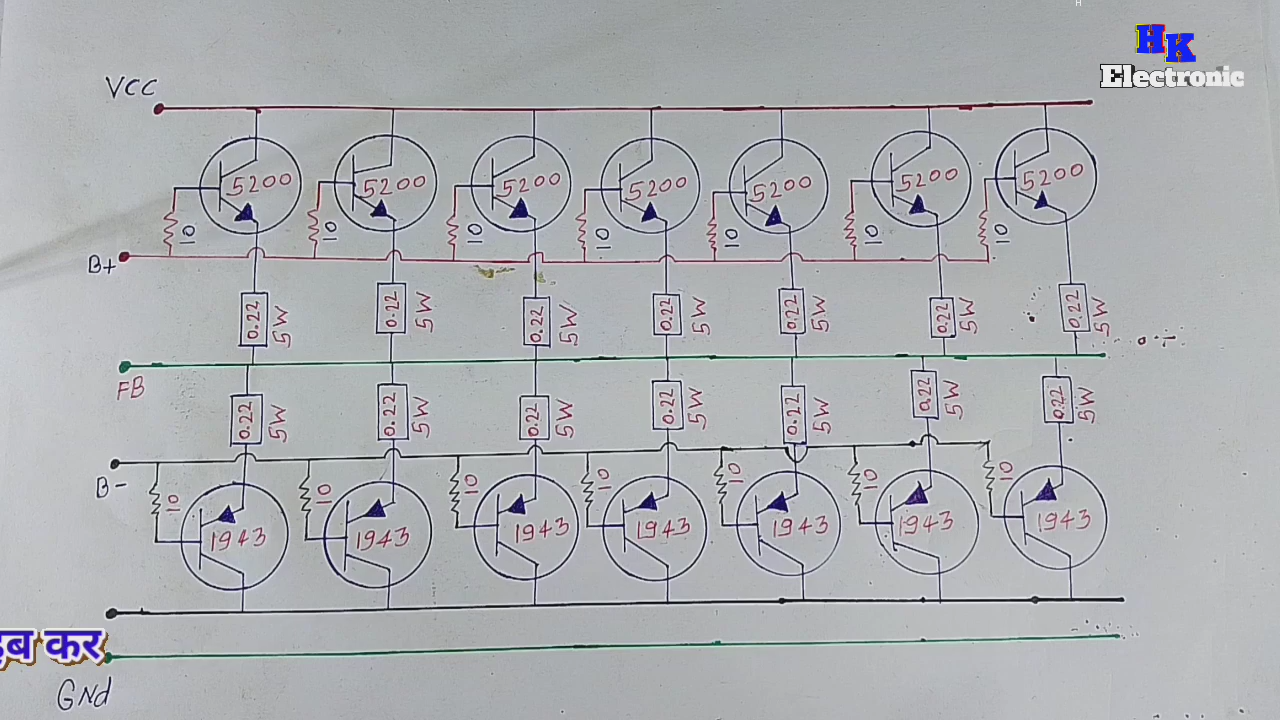 H
HK
Electronic
VCC
5200 5200 5200 5200 5200 5200 5200
10 10 10 10 10 10 10
B+
0.22 0.22 0.22 0.22 0.22 0.22 0.22
5W 5W 5W 5W 5W 5W 5W
FB
0.22 0.22 0.22 0.22 0.22 0.22 0.22
5W 5W 5W 5W 5W 5W 5W
B-
10 10 10 10 10 10 10
1943 1943 1943 1943 1943 1943 1943
कर
GNd